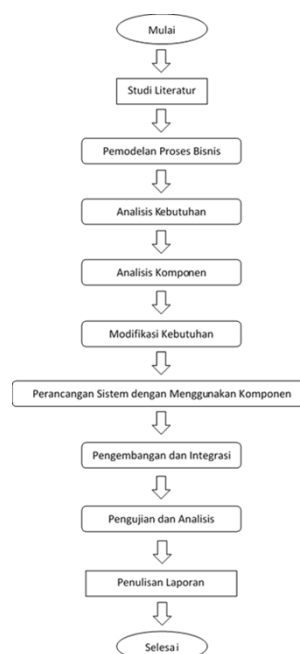 Mulai
Studi Literatur
Pemodelan Proses Bisnis
Analisis Kebutuhan
Analisis Komponen
Modifikasi Kebutuhan
Perancangan Sistem dengan Menggunakan Komponen
Pengembangan dan Integrasi
Pengujian dan Analisis
Penulisan Laporan
Selesai